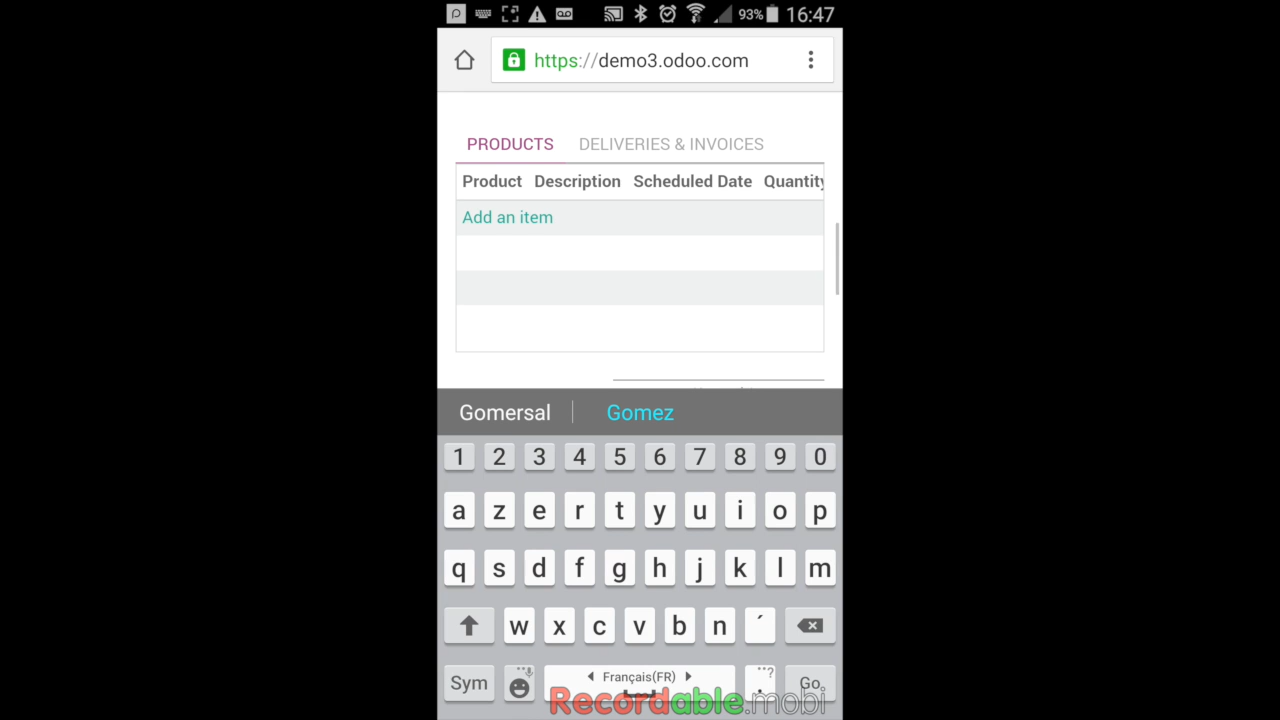 93% 16:47
https://demo3.odoo.com
PRODUCTS DELIVERIES & INVOICES
Product Description Scheduled Date Quantity
Add an item
Gomersal Gomez
1 2 3 4 5 6 7 8 9 0
a z e r t y u i o p
q s d f g h j k l m
w x c v b n ´
Sym Français(FR) . Go
Recordable.mobi